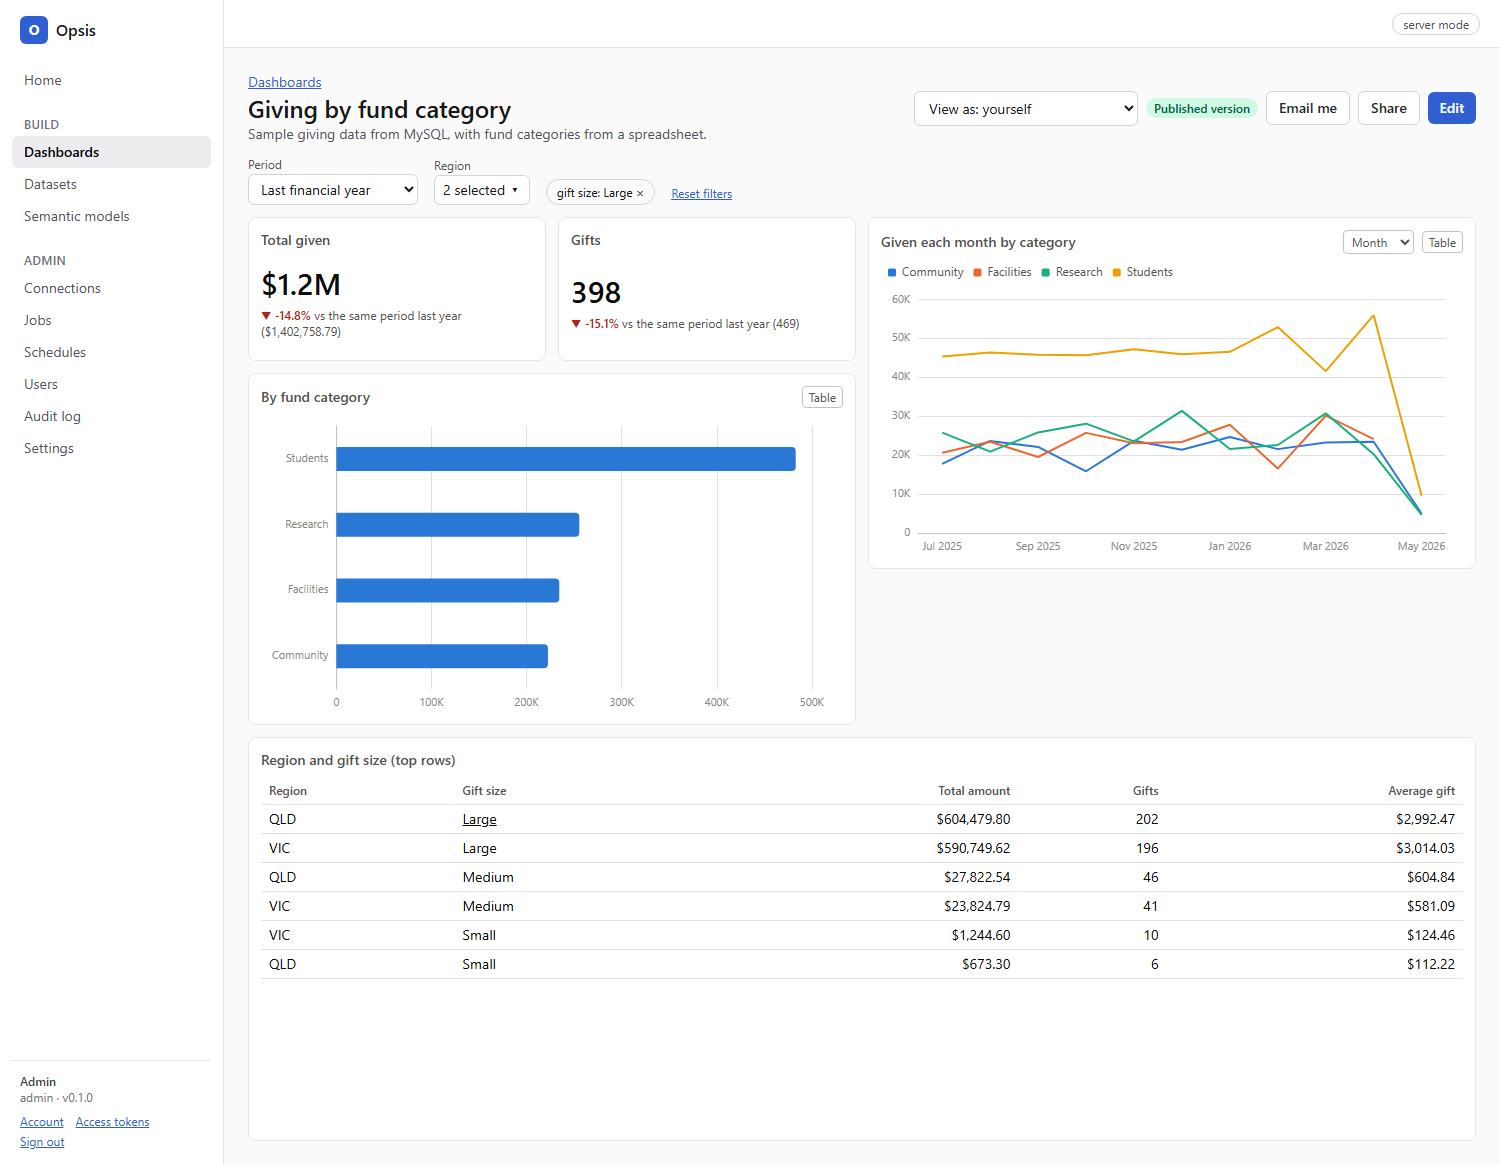 O Opsis
server mode
Home
BUILD
Dashboards
Datasets
Semantic models
ADMIN
Connections
Jobs
Schedules
Users
Audit log
Settings
Admin
admin · v0.1.0
Account Access tokens
Sign out
Dashboards
Giving by fund category
Sample giving data from MySQL, with fund categories from a spreadsheet.
View as: yourself
Published version
Email me
Share
Edit
Period
Last financial year
Region
2 selected ▾
gift size: Large ×
Reset filters
Total given
$1.2M
▼ -14.8% vs the same period last year
($1,402,758.79)
Gifts
398
▼ -15.1% vs the same period last year (469)
Given each month by category
Month
Table
Community Facilities Research Students
60K
50K
40K
30K
20K
10K
0
Jul 2025 Sep 2025 Nov 2025 Jan 2026 Mar 2026 May 2026
By fund category
Table
Students
Research
Facilities
Community
0 100K 200K 300K 400K 500K
Region and gift size (top rows)
Region Gift size Total amount Gifts Average gift
QLD Large $604,479.80 202 $2,992.47
VIC Large $590,749.62 196 $3,014.03
QLD Medium $27,822.54 46 $604.84
VIC Medium $23,824.79 41 $581.09
VIC Small $1,244.60 10 $124.46
QLD Small $673.30 6 $112.22